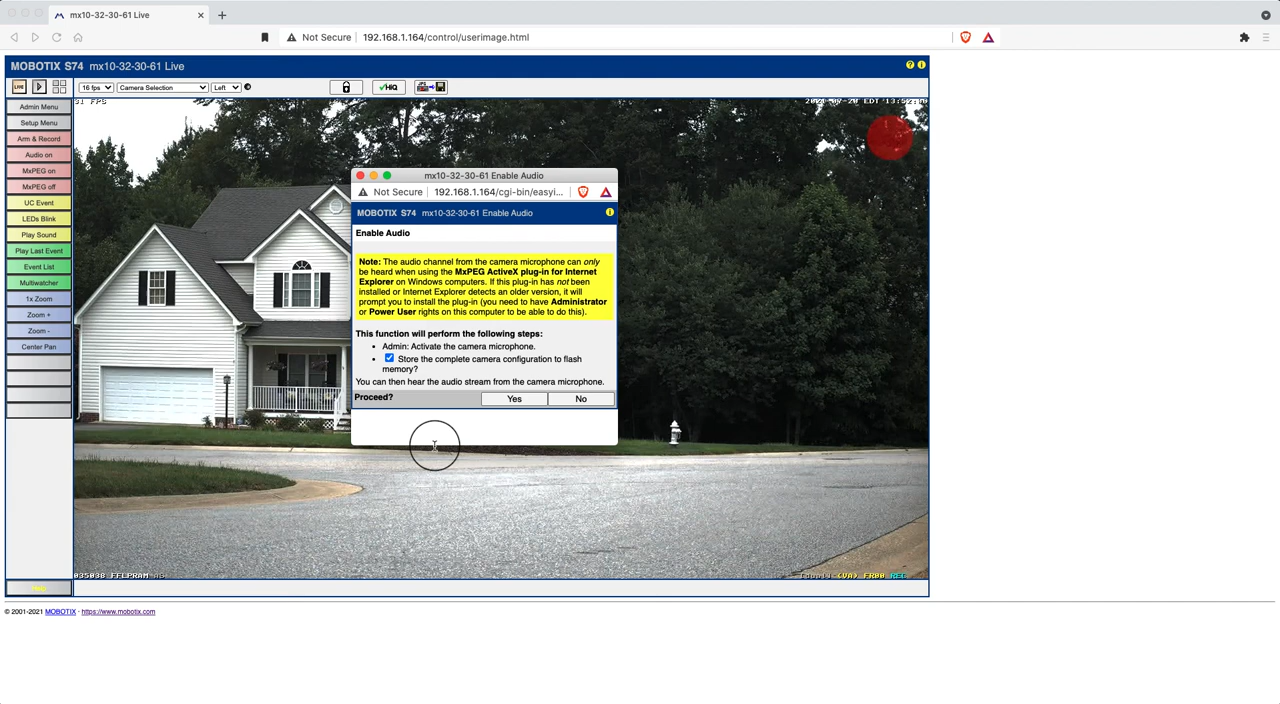 mx10-32-30-61 Live
Not Secure 192.168.1.164/control/userimage.html
MOBOTIX S74 mx10-32-30-61 Live
LIVE
16 fps Camera Selection Left HiQ
Admin Menu
Setup Menu
Arm & Record
Audio on
MxPEG on
MxPEG off
UC Event
LEDs Blink
Play Sound
Play Last Event
Event List
Multiwatcher
1x Zoom
Zoom +
Zoom -
Center Pan
31 FPS
mx10-32-30-61 Enable Audio
Not Secure 192.168.1.164/cgi-bin/easyi...
MOBOTIX S74 mx10-32-30-61 Enable Audio
Enable Audio
Note: The audio channel from the camera microphone can only
be heard when using the MxPEG ActiveX plug-in for Internet
Explorer on Windows computers. If this plug-in has not been
installed or Internet Explorer detects an older version, it will
prompt you to install the plug-in (you need to have Administrator
or Power User rights on this computer to be able to do this).
This function will perform the following steps:
• Admin: Activate the camera microphone.
• Store the complete camera configuration to flash
memory?
You can then hear the audio stream from the camera microphone.
Proceed? Yes No
© 2001-2021 MOBOTIX · https://www.mobotix.com